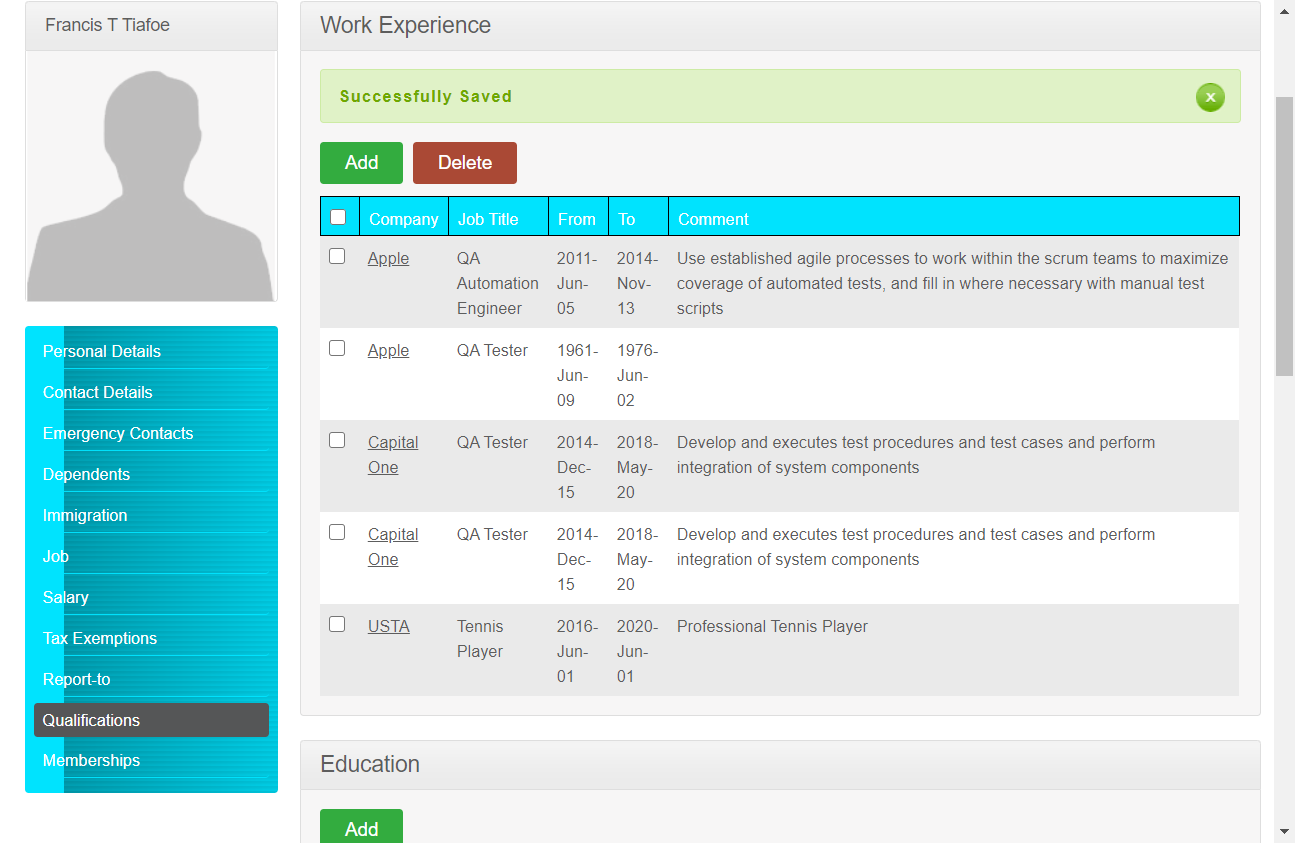 Francis T Tiafoe
Personal Details
Contact Details
Emergency Contacts
Dependents
Immigration
Job
Salary
Tax Exemptions
Report-to
Qualifications
Memberships
Work Experience
Successfully Saved
x
Add Delete
Company Job Title From To Comment
Apple QA 2011- 2014- Use established agile processes to work within the scrum teams to maximize
Automation Jun- Nov- coverage of automated tests, and fill in where necessary with manual test
Engineer 05 13 scripts
Apple QA Tester 1961- 1976-
Jun- Jun-
09 02
Capital QA Tester 2014- 2018- Develop and executes test procedures and test cases and perform
One Dec- May- integration of system components
15 20
Capital QA Tester 2014- 2018- Develop and executes test procedures and test cases and perform
One Dec- May- integration of system components
15 20
USTA Tennis 2016- 2020- Professional Tennis Player
Player Jun- Jun-
01 01
Education
Add